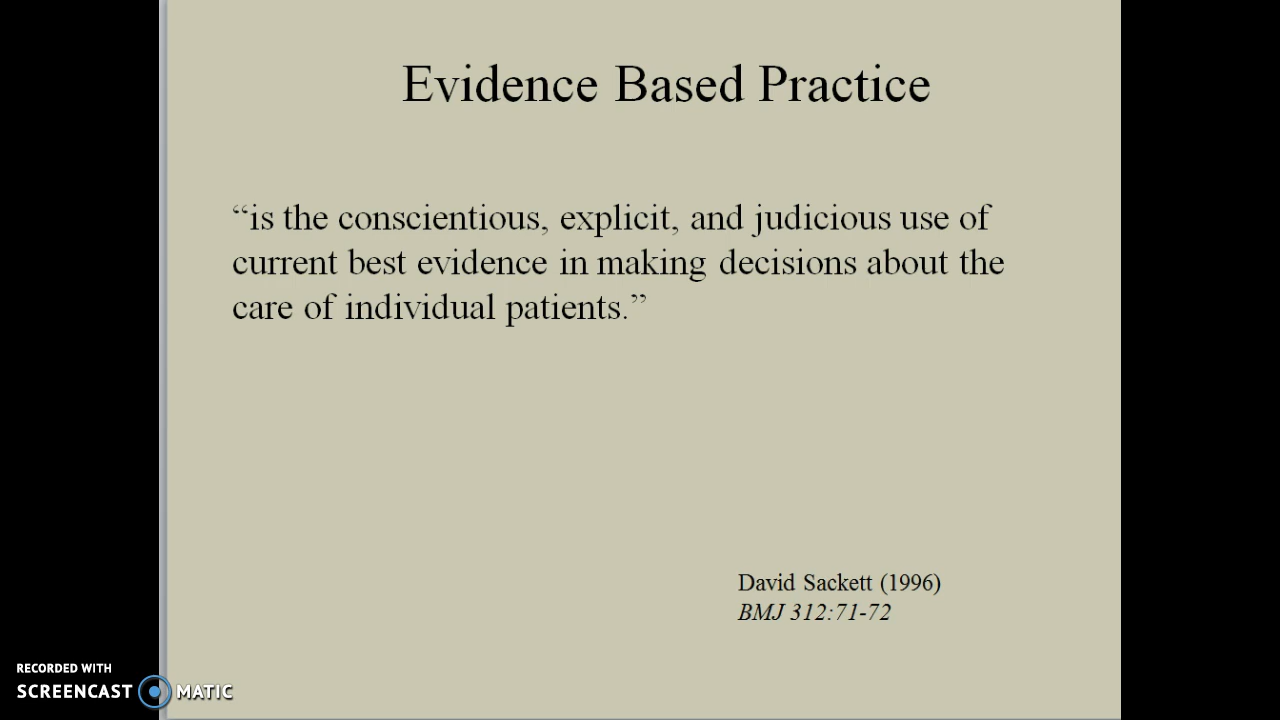 Evidence Based Practice
“is the conscientious, explicit, and judicious use of
current best evidence in making decisions about the
care of individual patients.”
David Sackett (1996)
BMJ 312:71-72
RECORDED WITH
SCREENCAST MATIC